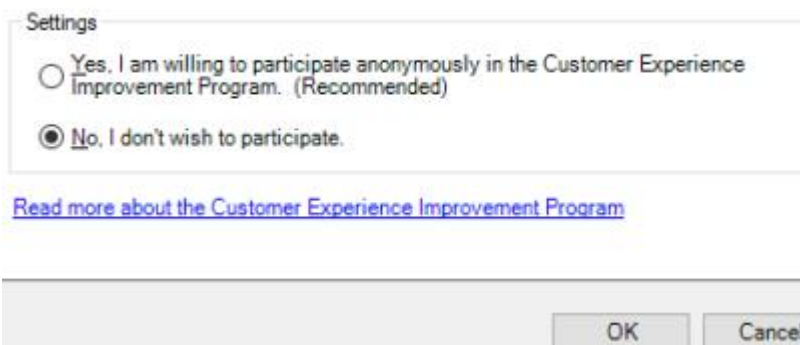 Settings
Yes, I am willing to participate anonymously in the Customer Experience
Improvement Program. (Recommended)
No, I don't wish to participate.
Read more about the Customer Experience Improvement Program
OK Cancel